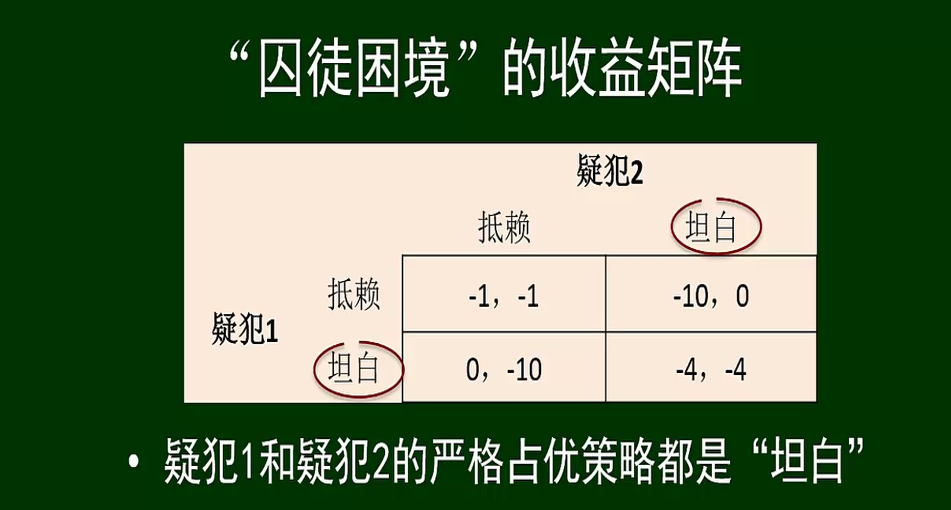 “囚徒困境”的收益矩阵
疑犯2
抵赖 坦白
抵赖 -1，-1 -10，0
疑犯1
坦白 0，-10 -4，-4
• 疑犯1和疑犯2的严格占优策略都是“坦白”